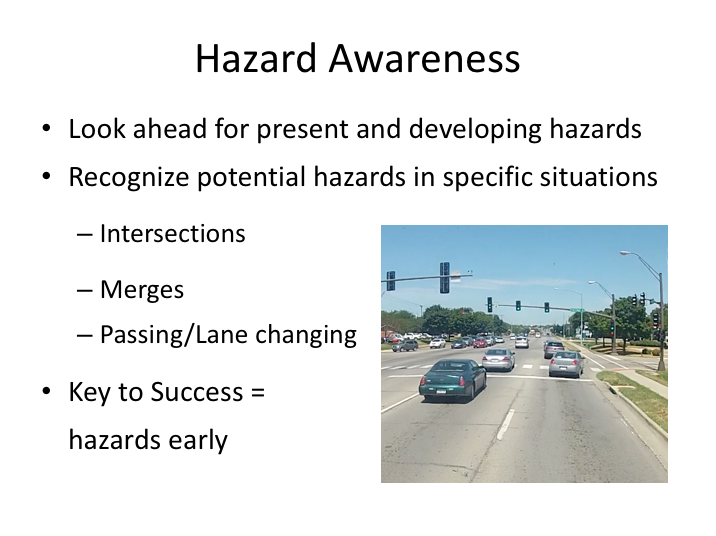 Hazard Awareness
• Look ahead for present and developing hazards
• Recognize potential hazards in specific situations
– Intersections
– Merges
– Passing/Lane changing
• Key to Success =
hazards early